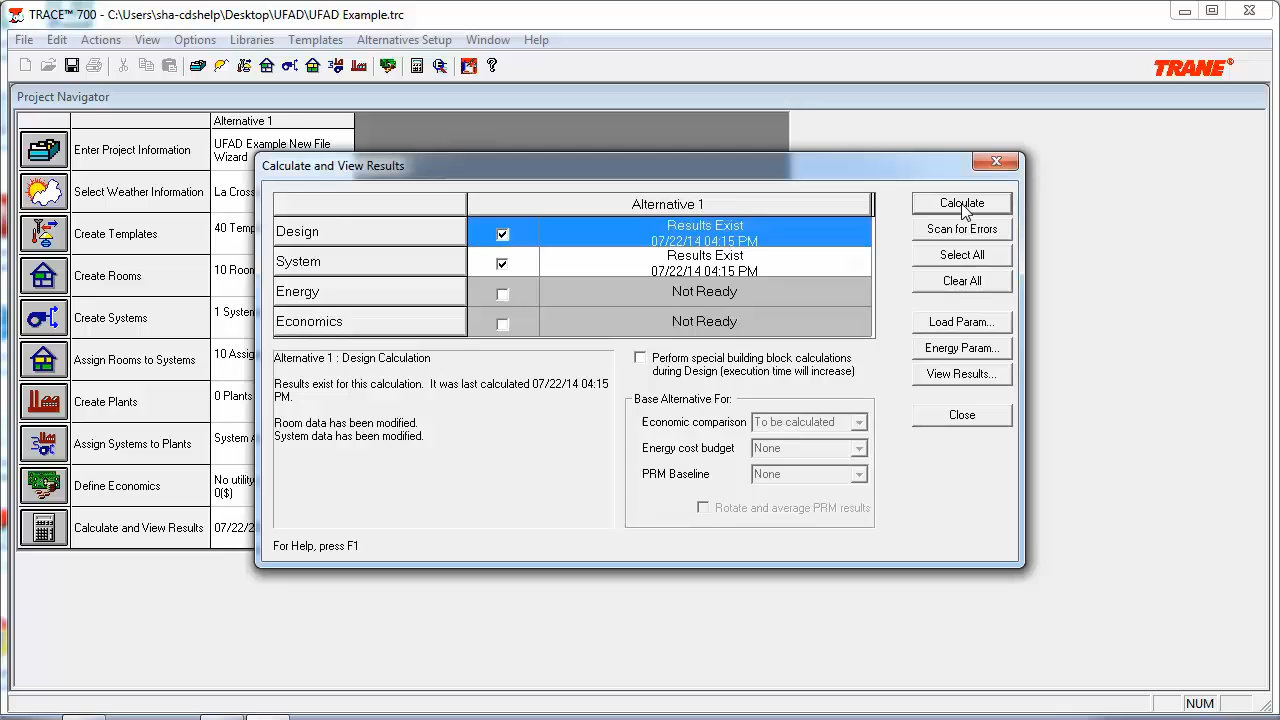 TRACE™ 700 - C:\Users\sha-cdshelp\Desktop\UFAD\UFAD Example.trc
File Edit Actions View Options Libraries Templates Alternatives Setup Window Help
TRANE®
Project Navigator
Alternative 1
Enter Project Information
UFAD Example New File
Wizard
Select Weather Information
La Cross
Create Templates
40 Temp
Create Rooms
10 Room
Create Systems
1 System
Assign Rooms to Systems
10 Assig
Create Plants
0 Plants
Assign Systems to Plants
System A
Define Economics
No utility
0($)
Calculate and View Results
07/22/2
Calculate and View Results
Alternative 1
Design
Results Exist
07/22/14 04:15 PM
System
Results Exist
07/22/14 04:15 PM
Energy
Not Ready
Economics
Not Ready
Calculate
Scan for Errors
Select All
Clear All
Load Param...
Energy Param...
View Results...
Close
Alternative 1 : Design Calculation
Results exist for this calculation. It was last calculated 07/22/14 04:15
PM.
Room data has been modified.
System data has been modified.
Perform special building block calculations
during Design (execution time will increase)
Base Alternative For:
Economic comparison To be calculated
Energy cost budget None
PRM Baseline None
Rotate and average PRM results
For Help, press F1
NUM